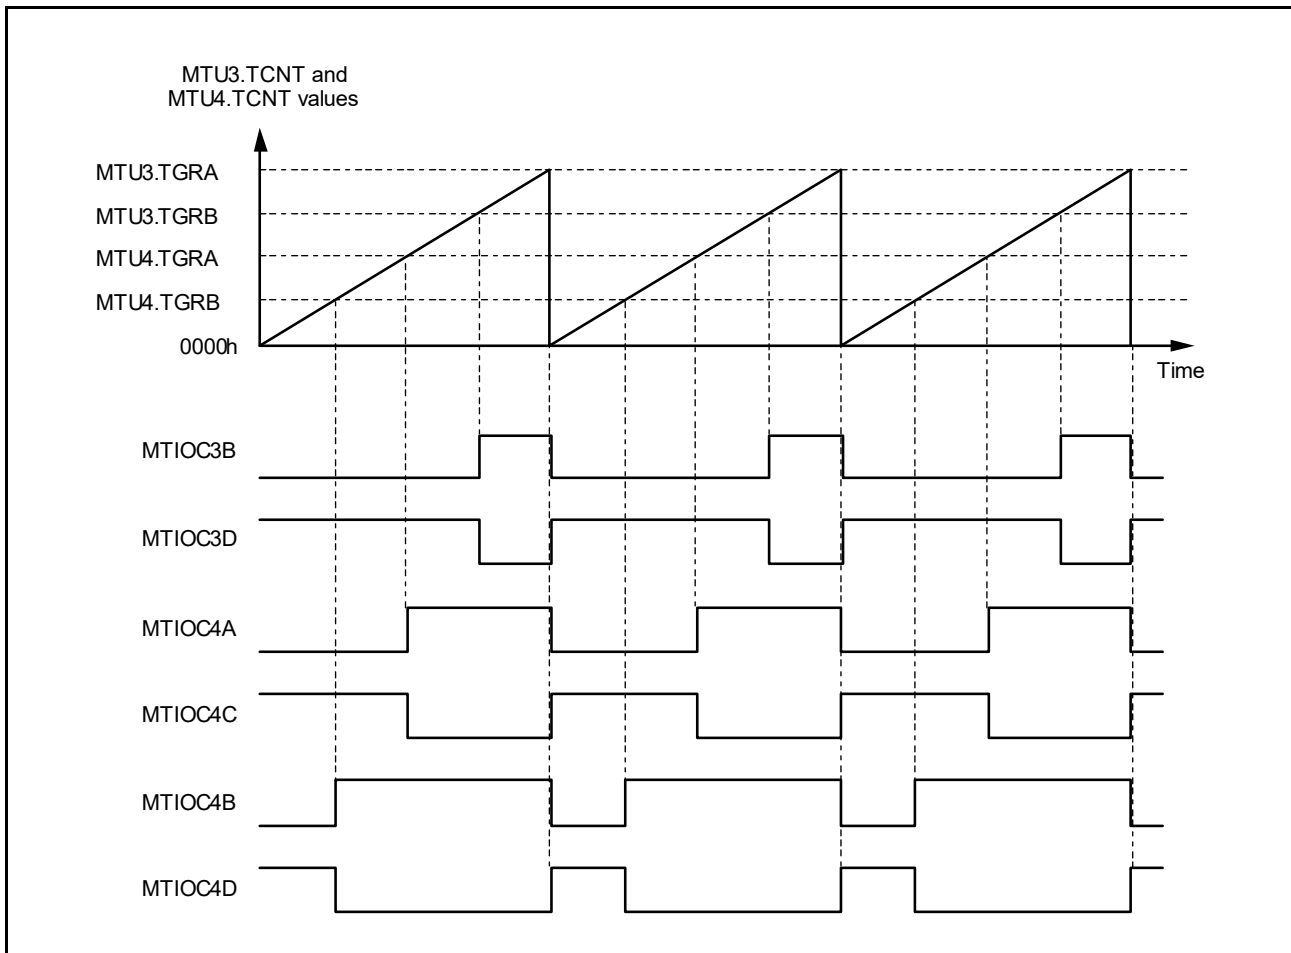 MTU3.TCNT and
MTU4.TCNT values
MTU3.TGRA
MTU3.TGRB
MTU4.TGRA
MTU4.TGRB
0000h
Time
MTIOC3B
MTIOC3D
MTIOC4A
MTIOC4C
MTIOC4B
MTIOC4D